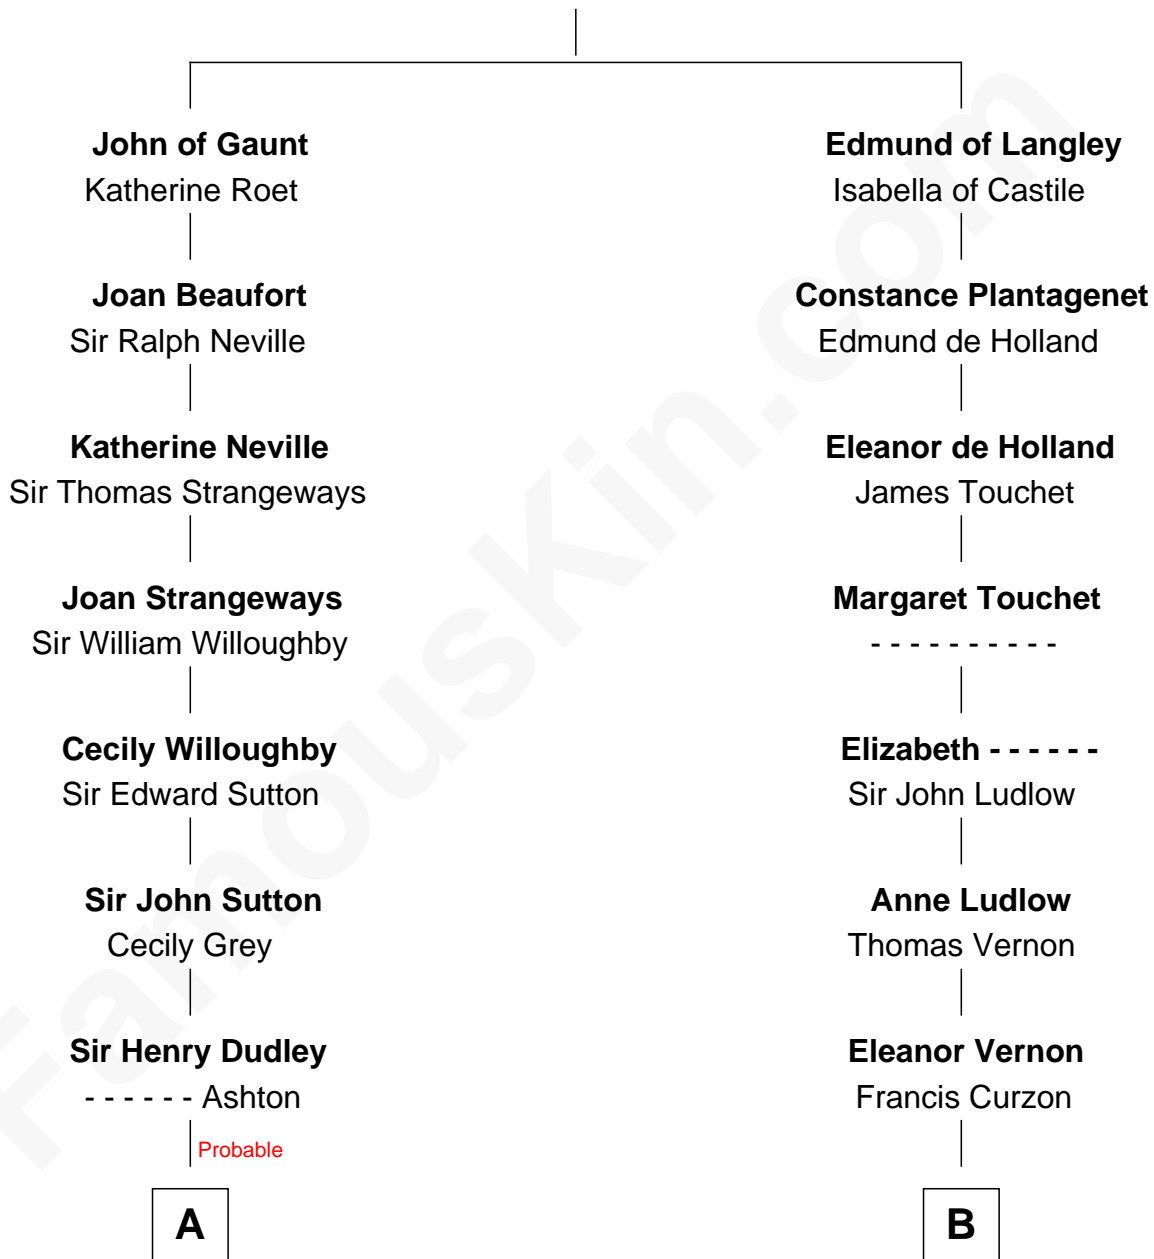 John of Gaunt
Katherine Roet
Edmund of Langley
Isabella of Castile
Joan Beaufort
Sir Ralph Neville
Constance Plantagenet
Edmund de Holland
Katherine Neville
Sir Thomas Strangeways
Eleanor de Holland
James Touchet
Joan Strangeways
Sir William Willoughby
Margaret Touchet
- - - - - - - - - -
Cecily Willoughby
Sir Edward Sutton
Elizabeth - - - - - -
Sir John Ludlow
Sir John Sutton
Cecily Grey
Anne Ludlow
Thomas Vernon
Sir Henry Dudley
- - - - - - Ashton
Eleanor Vernon
Francis Curzon
Probable
A
B
FamousKin.com